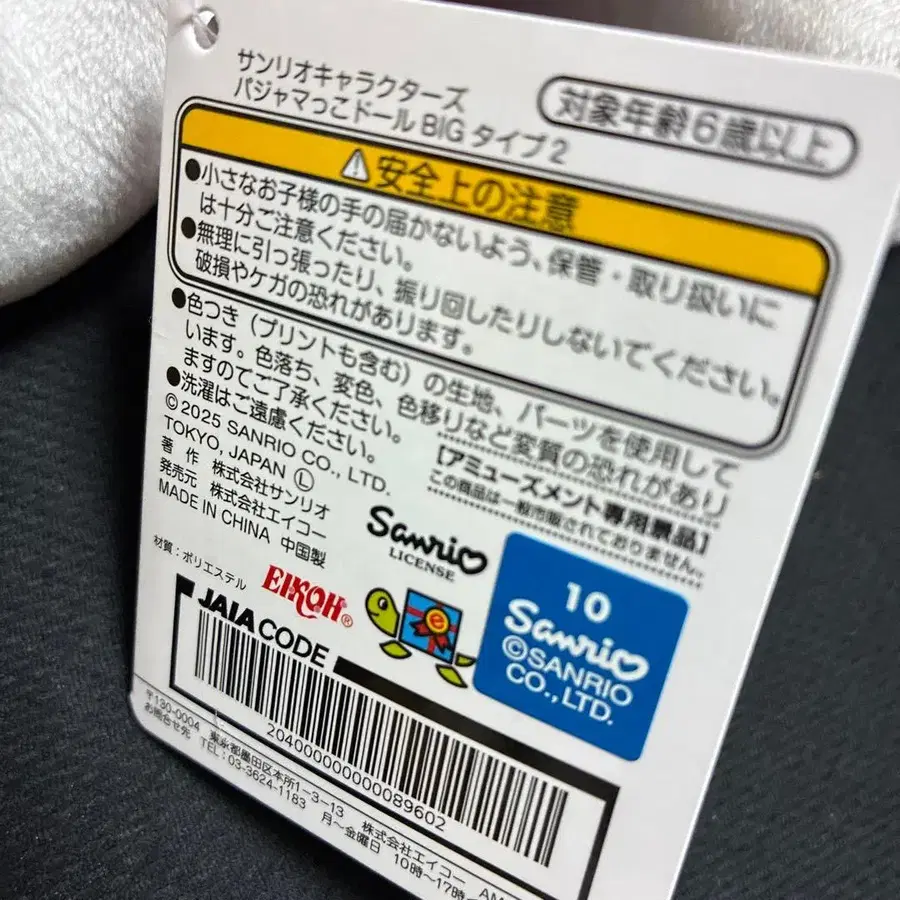 サンリオキャラクターズ
パジャマっこドールBIG タイプ2
対象年齢6歳以上
⚠安全上の注意
●小さなお子様の手の届かないよう、保管・取り扱いに
は十分ご注意ください。
●無理に引っ張ったり、振り回したりしないでください。
破損やケガの恐れがあります。
●色つき(プリントも含む)の生地、パーツを使用して
います。色落ち、変色、色移りなど変質の恐れがあり
ますのでご了承ください。
●洗濯はご遠慮ください。
©2025 SANRIO CO., LTD.
TOKYO, JAPAN Ⓛ
著 作 株式会社サンリオ
発売元 株式会社エイコー
MADE IN CHINA 中国製
【アミューズメント専用景品】
この商品は一般市販されておりません。
材質:ポリエステル
Sanrio
LICENSE
EIKOH®
e
10
Sanrio
©SANRIO
CO.,LTD.
JAIA CODE
2040000000089602
〒130-0004 東京都墨田区本所1-3-13 株式会社エイコー AM
お問合せ先 TEL:03-3624-1183 月~金曜日 10時~17時